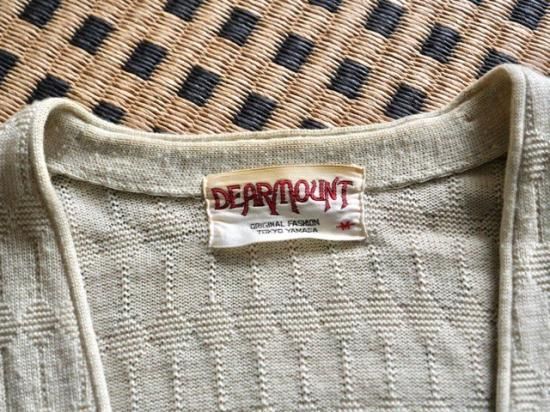 DEARMOUNT
ORIGINAL FASHION
TOKYO YAMADA
M